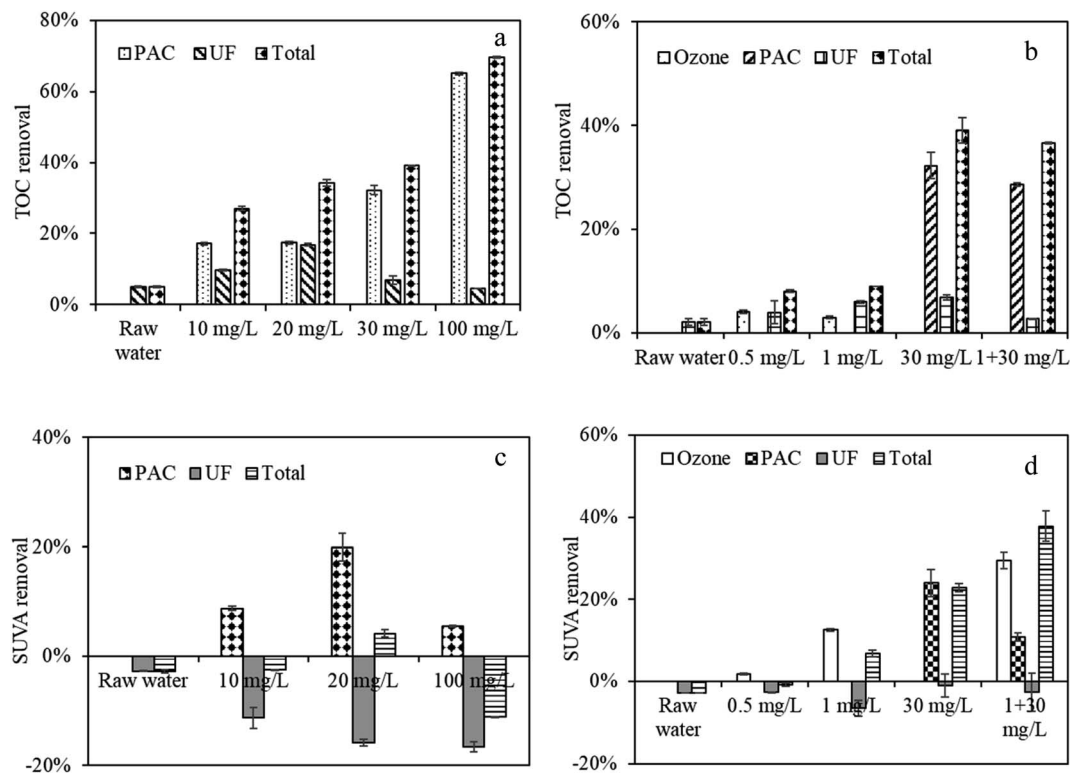 a
PAC UF Total
80%
60%
40%
20%
0%
TOC removal
Raw water 10 mg/L 20 mg/L 30 mg/L 100 mg/L
b
Ozone PAC UF Total
60%
40%
20%
0%
TOC removal
Raw water 0.5 mg/L 1 mg/L 30 mg/L 1+30 mg/L
c
PAC UF Total
40%
20%
0%
-20%
SUVA removal
Raw water 10 mg/L 20 mg/L 100 mg/L
d
Ozone PAC UF Total
60%
40%
20%
0%
-20%
SUVA removal
Raw water 0.5 mg/L 1 mg/L 30 mg/L 1+30 mg/L